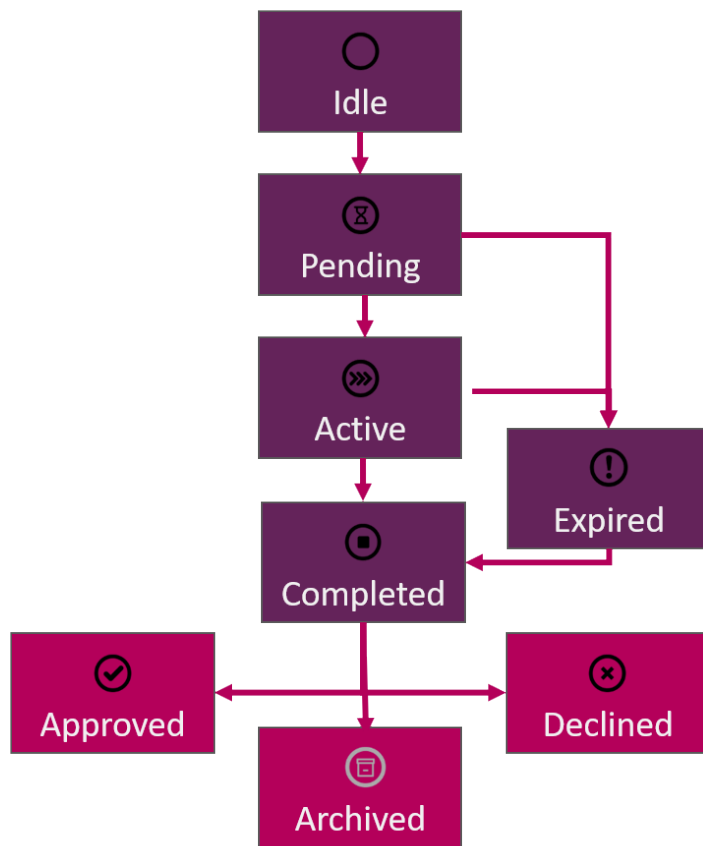 Idle
Pending
Active
Expired
Completed
Approved
Declined
Archived